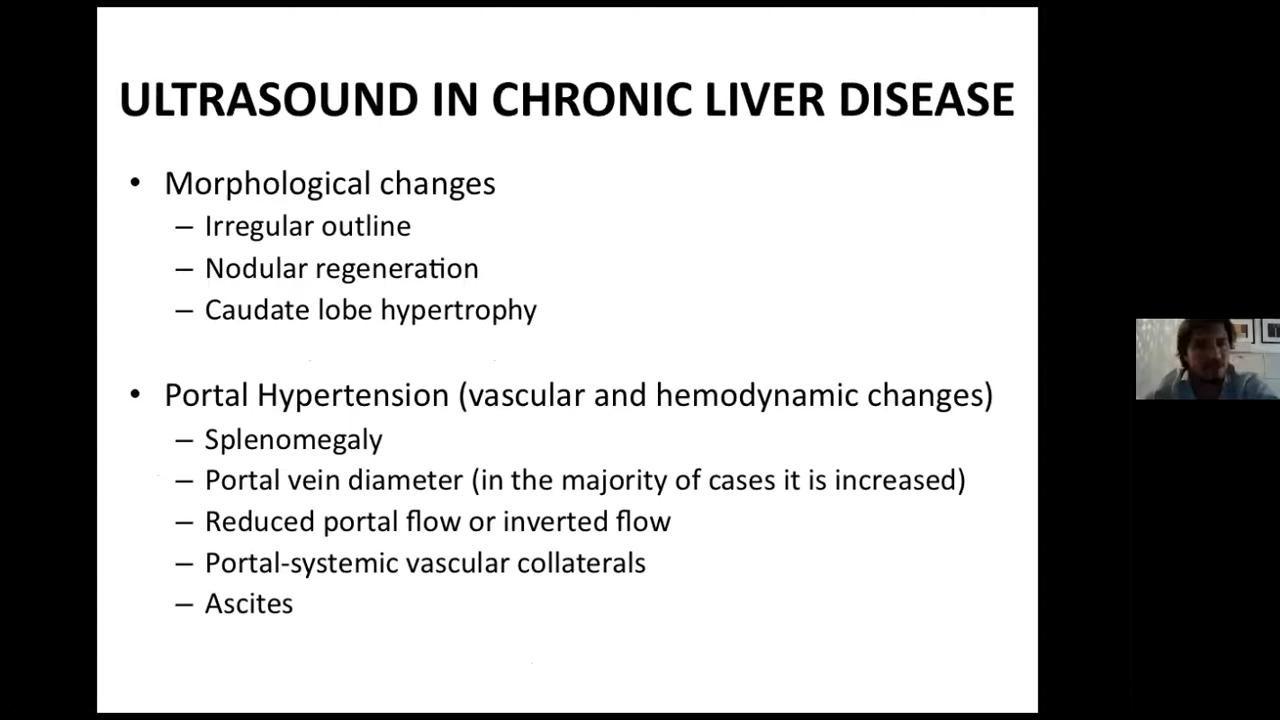 ULTRASOUND IN CHRONIC LIVER DISEASE
• Morphological changes
– Irregular outline
– Nodular regeneration
– Caudate lobe hypertrophy
• Portal Hypertension (vascular and hemodynamic changes)
– Splenomegaly
– Portal vein diameter (in the majority of cases it is increased)
– Reduced portal flow or inverted flow
– Portal-systemic vascular collaterals
– Ascites